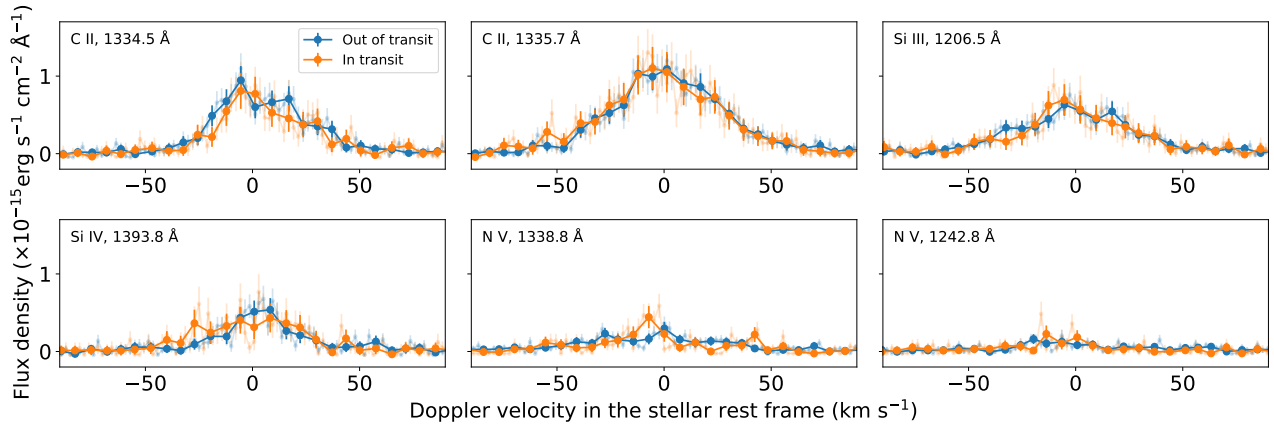 C II, 1334.5 Å
Out of transit
In transit
C II, 1335.7 Å
Si III, 1206.5 Å
1
0
−50 0 50
−50 0 50
−50 0 50
Si IV, 1393.8 Å
N V, 1338.8 Å
N V, 1242.8 Å
1
0
−50 0 50
−50 0 50
−50 0 50
Flux density (×10⁻¹⁵erg s⁻¹ cm⁻² Å⁻¹)
Doppler velocity in the stellar rest frame (km s⁻¹)